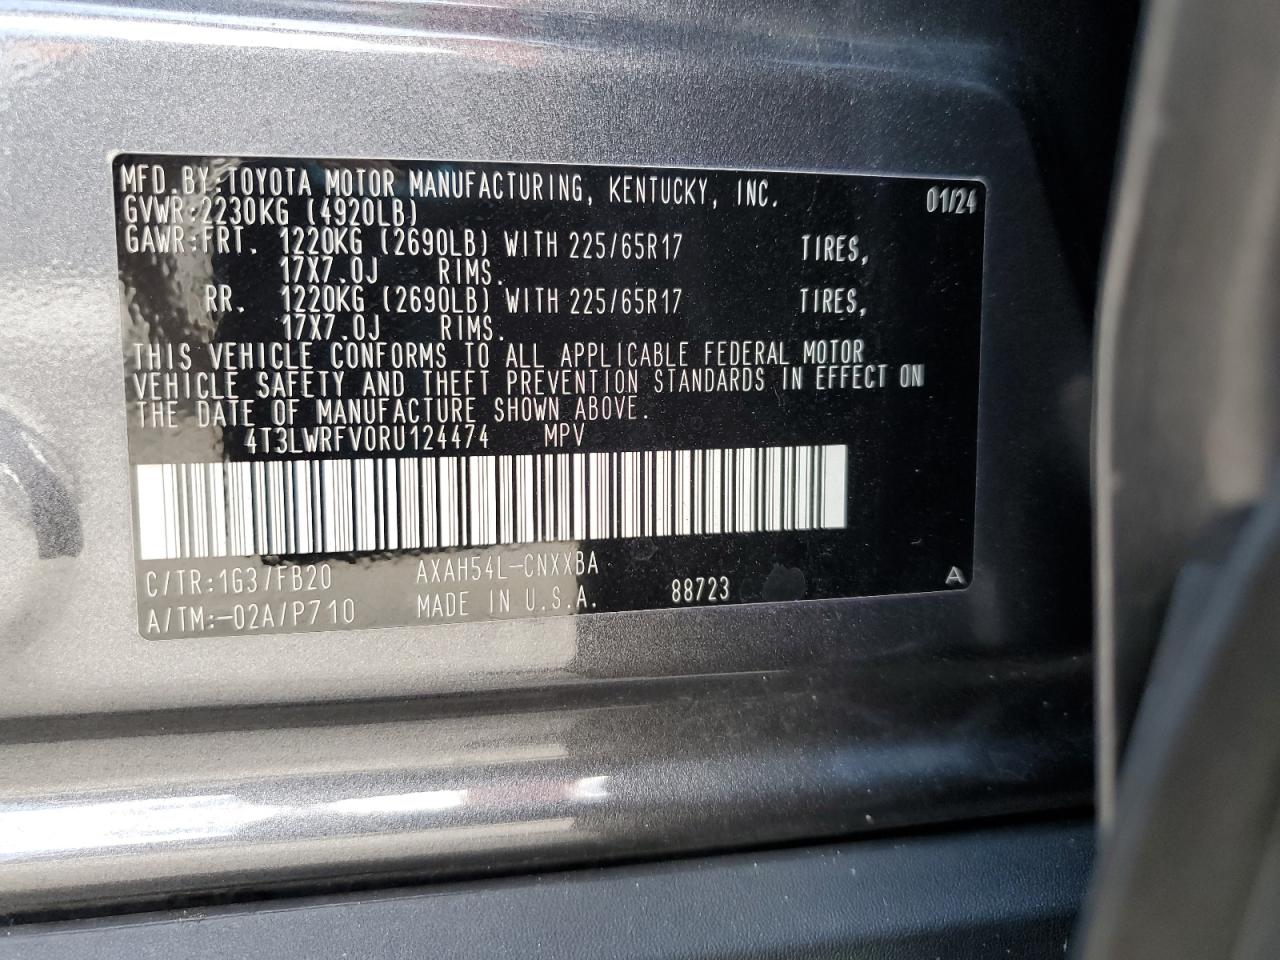 MFD.BY:TOYOTA MOTOR MANUFACTURING, KENTUCKY, INC. 01/24
GVWR:2230KG (4920LB)
GAWR:FRT. 1220KG (2690LB) WITH 225/65R17 TIRES,
17X7.0J RIMS.
RR. 1220KG (2690LB) WITH 225/65R17 TIRES,
17X7.0J RIMS.
THIS VEHICLE CONFORMS TO ALL APPLICABLE FEDERAL MOTOR
VEHICLE SAFETY AND THEFT PREVENTION STANDARDS IN EFFECT ON
THE DATE OF MANUFACTURE SHOWN ABOVE.
4T3LWRFV0RU124474 MPV
C/TR:1G3/FB20 AXAH54L-CNXXBA
A/TM:-02A/P710 MADE IN U.S.A. 88723 A